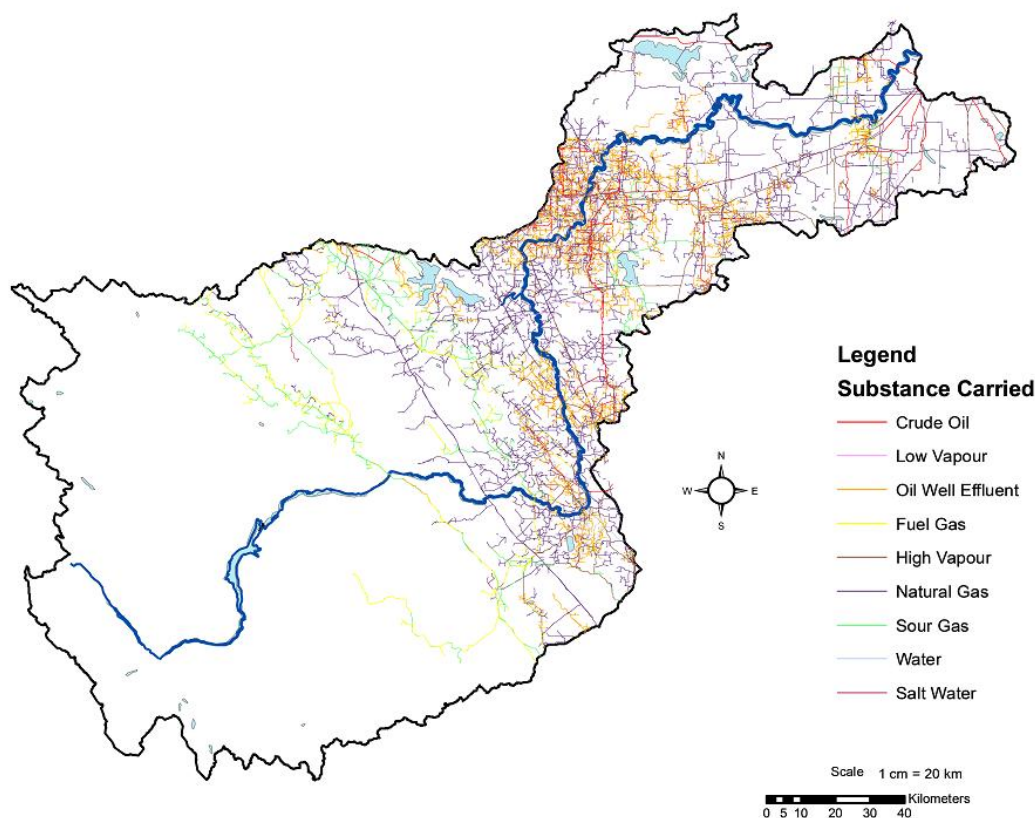 Legend
Substance Carried
Crude Oil
Low Vapour
Oil Well Effluent
Fuel Gas
High Vapour
Natural Gas
Sour Gas
Water
Salt Water
N
W E
S
Scale 1 cm = 20 km
Kilometers
0 5 10 20 30 40